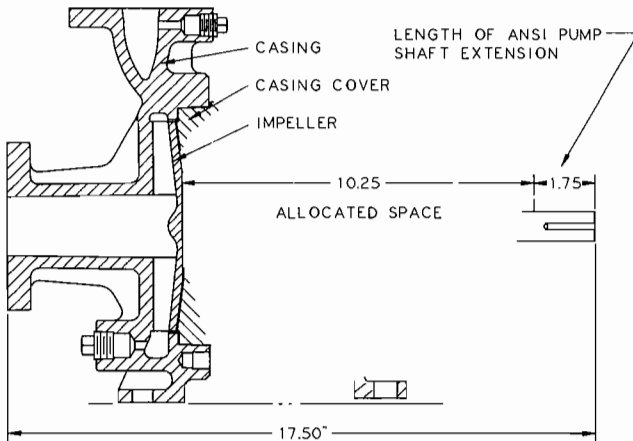 LENGTH OF ANSI PUMP
SHAFT EXTENSION
CASING
CASING COVER
IMPELLER
10.25
1.75
ALLOCATED SPACE
17.50"